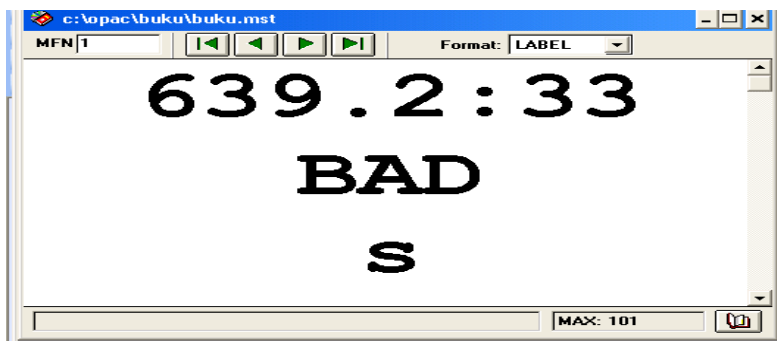 c:\opac\buku\buku.mst
MFN 1 Format: LABEL
639.2:33
BAD
s
MAX: 101